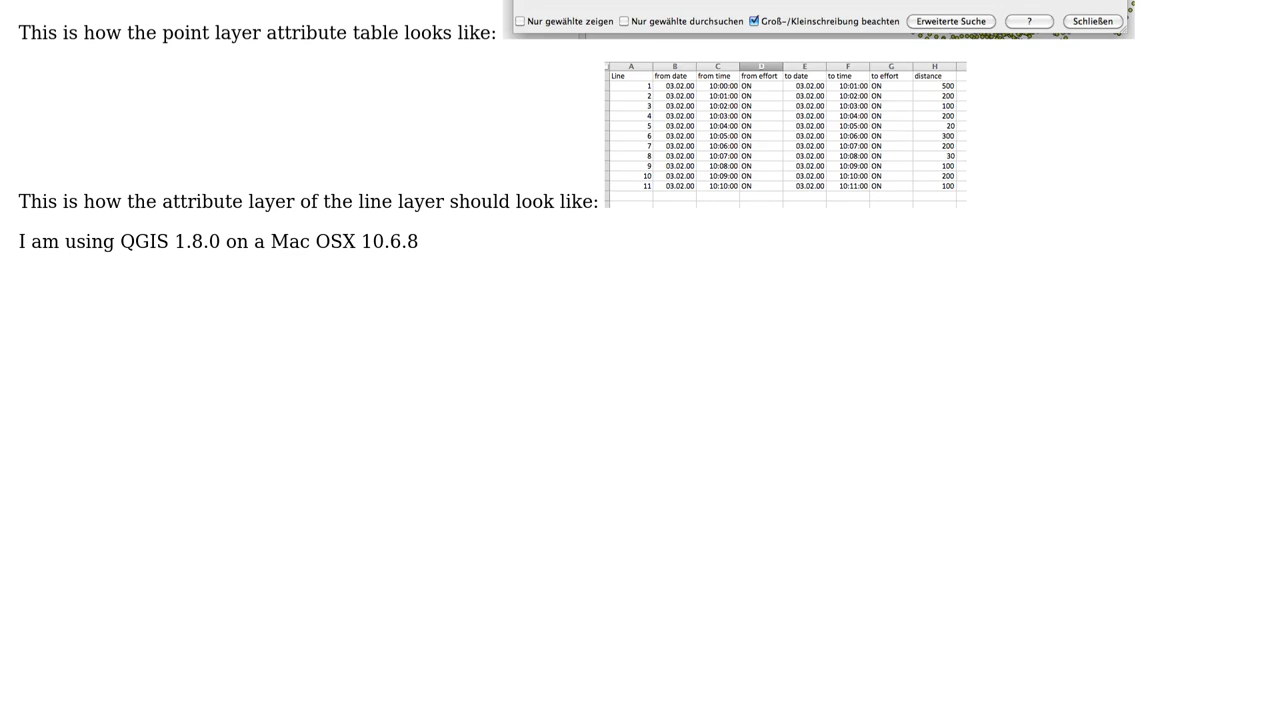 Nur gewählte zeigen Nur gewählte durchsuchen Groß-/Kleinschreibung beachten Erweiterte Suche ? Schließen
This is how the point layer attribute table looks like:
A B C D E F G H
Line from date from time from effort to date to time to effort distance
1 03.02.00 10:00:00 ON 03.02.00 10:01:00 ON 500
2 03.02.00 10:01:00 ON 03.02.00 10:02:00 ON 200
3 03.02.00 10:02:00 ON 03.02.00 10:03:00 ON 100
4 03.02.00 10:03:00 ON 03.02.00 10:04:00 ON 200
5 03.02.00 10:04:00 ON 03.02.00 10:05:00 ON 20
6 03.02.00 10:05:00 ON 03.02.00 10:06:00 ON 300
7 03.02.00 10:06:00 ON 03.02.00 10:07:00 ON 200
8 03.02.00 10:07:00 ON 03.02.00 10:08:00 ON 30
9 03.02.00 10:08:00 ON 03.02.00 10:09:00 ON 100
10 03.02.00 10:09:00 ON 03.02.00 10:10:00 ON 200
11 03.02.00 10:10:00 ON 03.02.00 10:11:00 ON 100
This is how the attribute layer of the line layer should look like:
I am using QGIS 1.8.0 on a Mac OSX 10.6.8